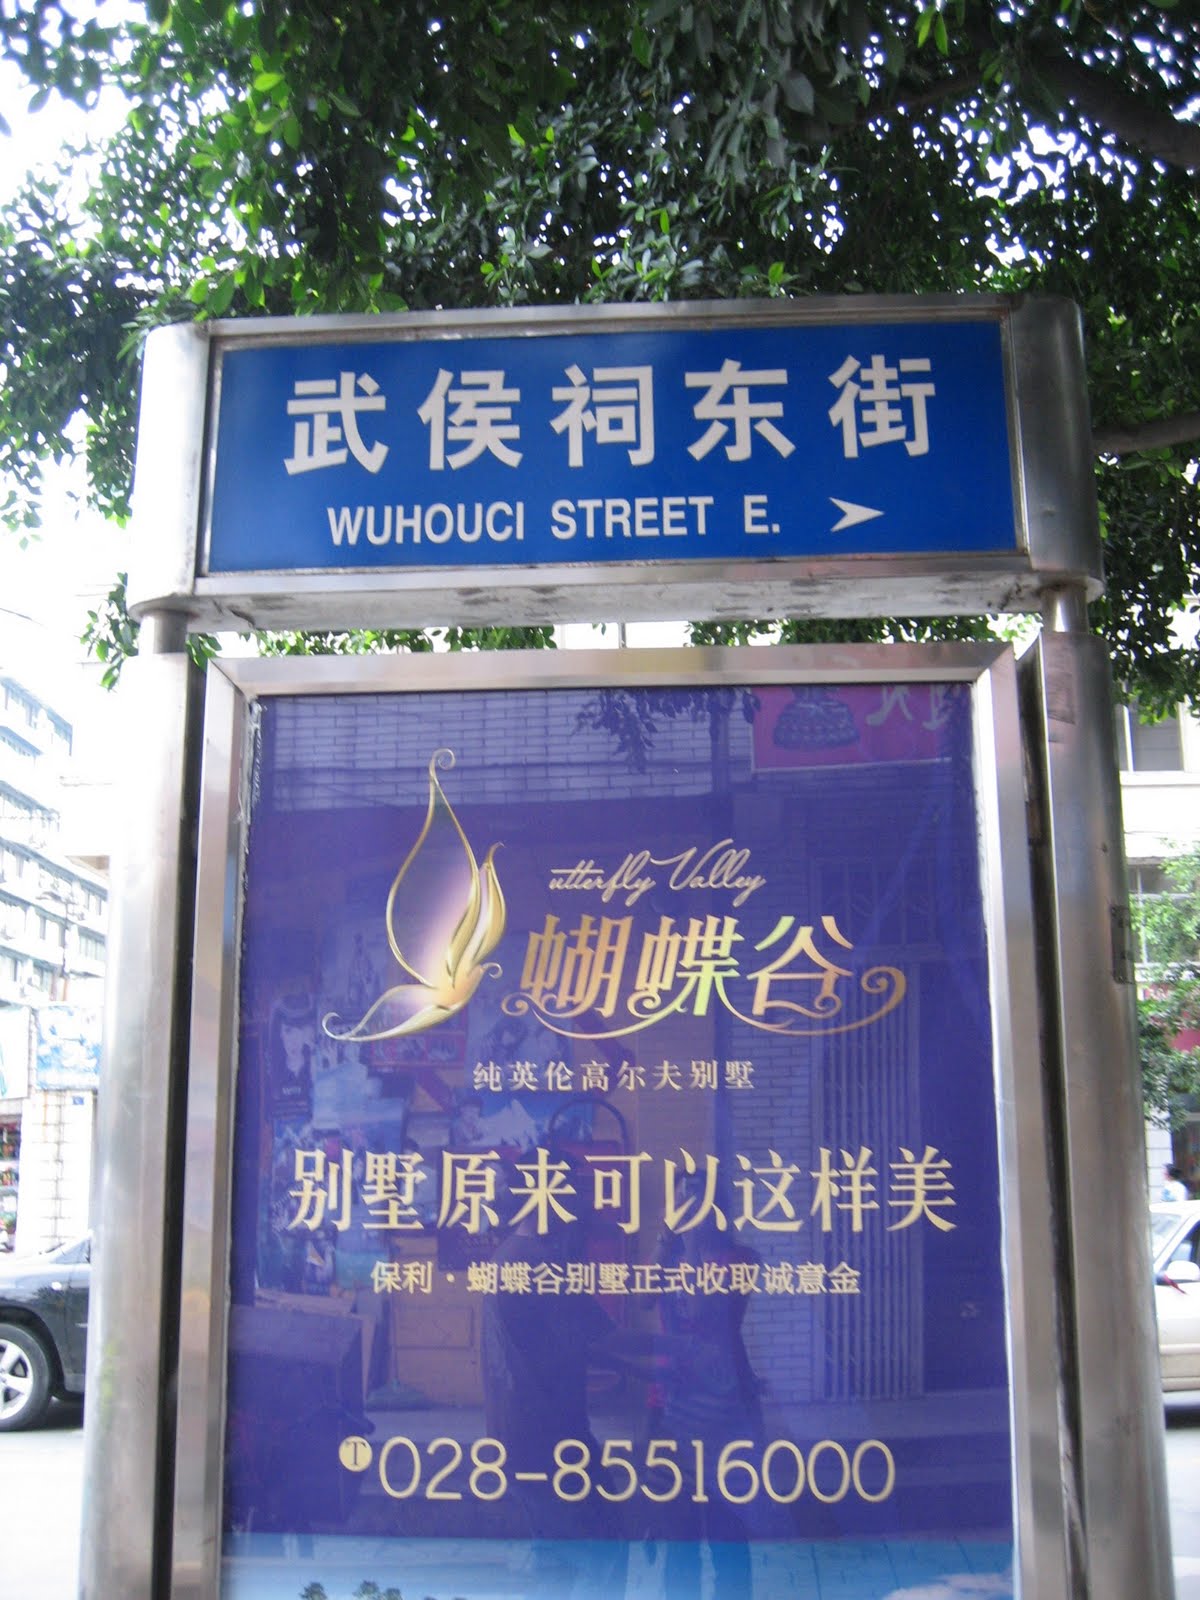 武侯祠东街
WUHOUCI STREET E.
utterfly Valley
蝴蝶谷
纯英伦高尔夫别墅
别墅原来可以这样美
保利·蝴蝶谷别墅正式收取诚意金
T 028-85516000